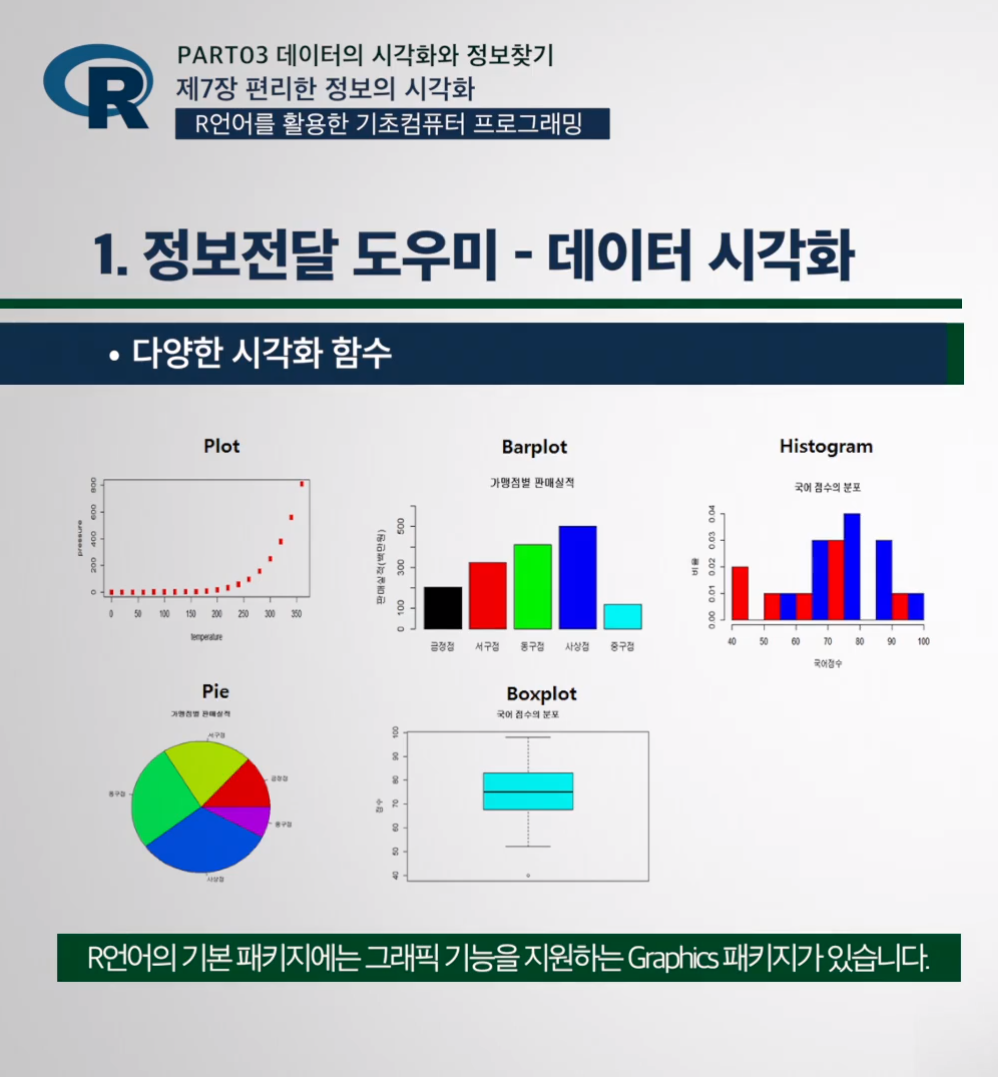 R
PART03 데이터의 시각화와 정보찾기
제7장 편리한 정보의 시각화
R언어를 활용한 기초컴퓨터 프로그래밍
1. 정보전달 도우미 - 데이터 시각화
• 다양한 시각화 함수
Plot
pressure
0 200 400 600 800
0 50 100 150 200 250 300 350
temperature
Barplot
가맹점별 판매실적
판매실적(백만원)
0 100 300 500
금정점 서구점 동구점 사상점 중구점
Histogram
국어 점수의 분포
비율
0.00 0.01 0.02 0.03 0.04
40 50 60 70 80 90 100
국어점수
Pie
가맹점별 판매실적
서구점
금정점
동구점
중구점
사상점
Boxplot
국어 점수의 분포
점수
40 50 60 70 80 90 100
R언어의 기본 패키지에는 그래픽 기능을 지원하는 Graphics 패키지가 있습니다.